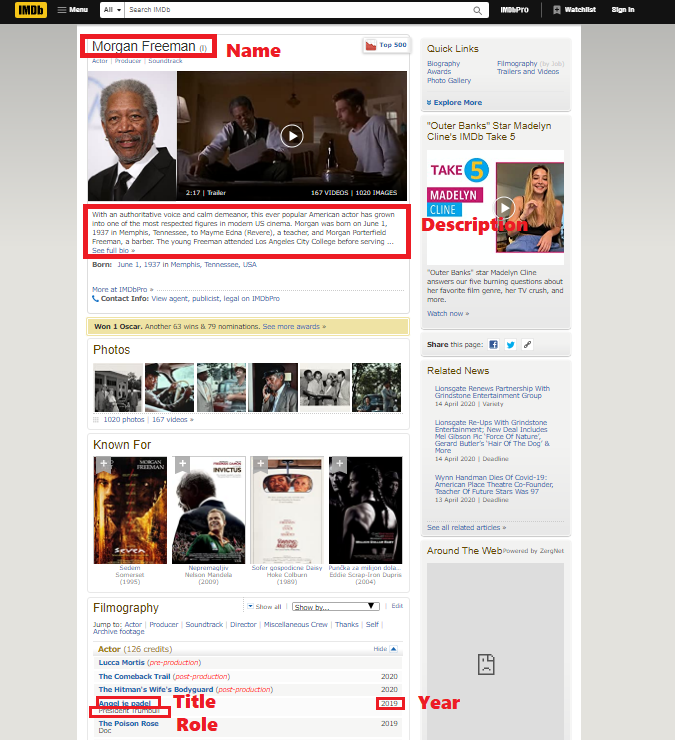 IMDb Menu All Search IMDb IMDbPro Watchlist Sign In
Morgan Freeman (I) Name
Top 500
Actor | Producer | Soundtrack
2:17 | Trailer 167 VIDEOS | 1020 IMAGES
With an authoritative voice and calm demeanor, this ever popular American actor has grown
into one of the most respected figures in modern US cinema. Morgan was born on June 1,
1937 in Memphis, Tennessee, to Mayme Edna (Revere), a teacher, and Morgan Porterfield
Freeman, a barber. The young Freeman attended Los Angeles City College before serving ...
See full bio »
Description
Born: June 1, 1937 in Memphis, Tennessee, USA
More at IMDbPro »
Contact Info: View agent, publicist, legal on IMDbPro
Won 1 Oscar. Another 63 wins & 79 nominations. See more awards »
Photos
1020 photos | 167 videos »
Known For
MORGAN
FREEMAN
SEVEN
INVICTUS
Sedem
Somerset
(1995)
Nepremagljiv
Nelson Mandela
(2009)
Sofer gospodicne Daisy
Hoke Colburn
(1989)
Punčka za milijon dola...
Eddie Scrap-Iron Dupris
(2004)
Filmography
Show all | Show by... | Edit
Jump to: Actor | Producer | Soundtrack | Director | Miscellaneous Crew | Thanks | Self |
Archive footage
Actor (126 credits) Hide
Lucca Mortis (pre-production)
The Comeback Trail (post-production) 2020
The Hitman's Wife's Bodyguard (post-production) 2020
Angel je padel Title 2019 Year
President Trumbull Role
The Poison Rose 2019
Doc
Quick Links
Biography
Awards
Photo Gallery
Filmography (by Job)
Trailers and Videos
Explore More
"Outer Banks" Star Madelyn
Cline's IMDb Take 5
TAKE 5
MADELYN
CLINE
"Outer Banks" star Madelyn Cline
answers our five burning questions about
her favorite film genre, her TV crush, and
more.
Watch now »
Share this page:
Related News
Lionsgate Renews Partnership With
Grindstone Entertainment Group
14 April 2020 | Variety
Lionsgate Re-Ups With Grindstone
Entertainment; New Deal Includes
Mel Gibson Pic 'Force Of Nature',
Gerard Butler's 'Hair Of The Dog' &
More
14 April 2020 | Deadline
Wynn Handman Dies Of Covid-19:
American Place Theatre Co-Founder,
Teacher Of Future Stars Was 97
13 April 2020 | Deadline
See all related articles »
Around The Web Powered by ZergNet